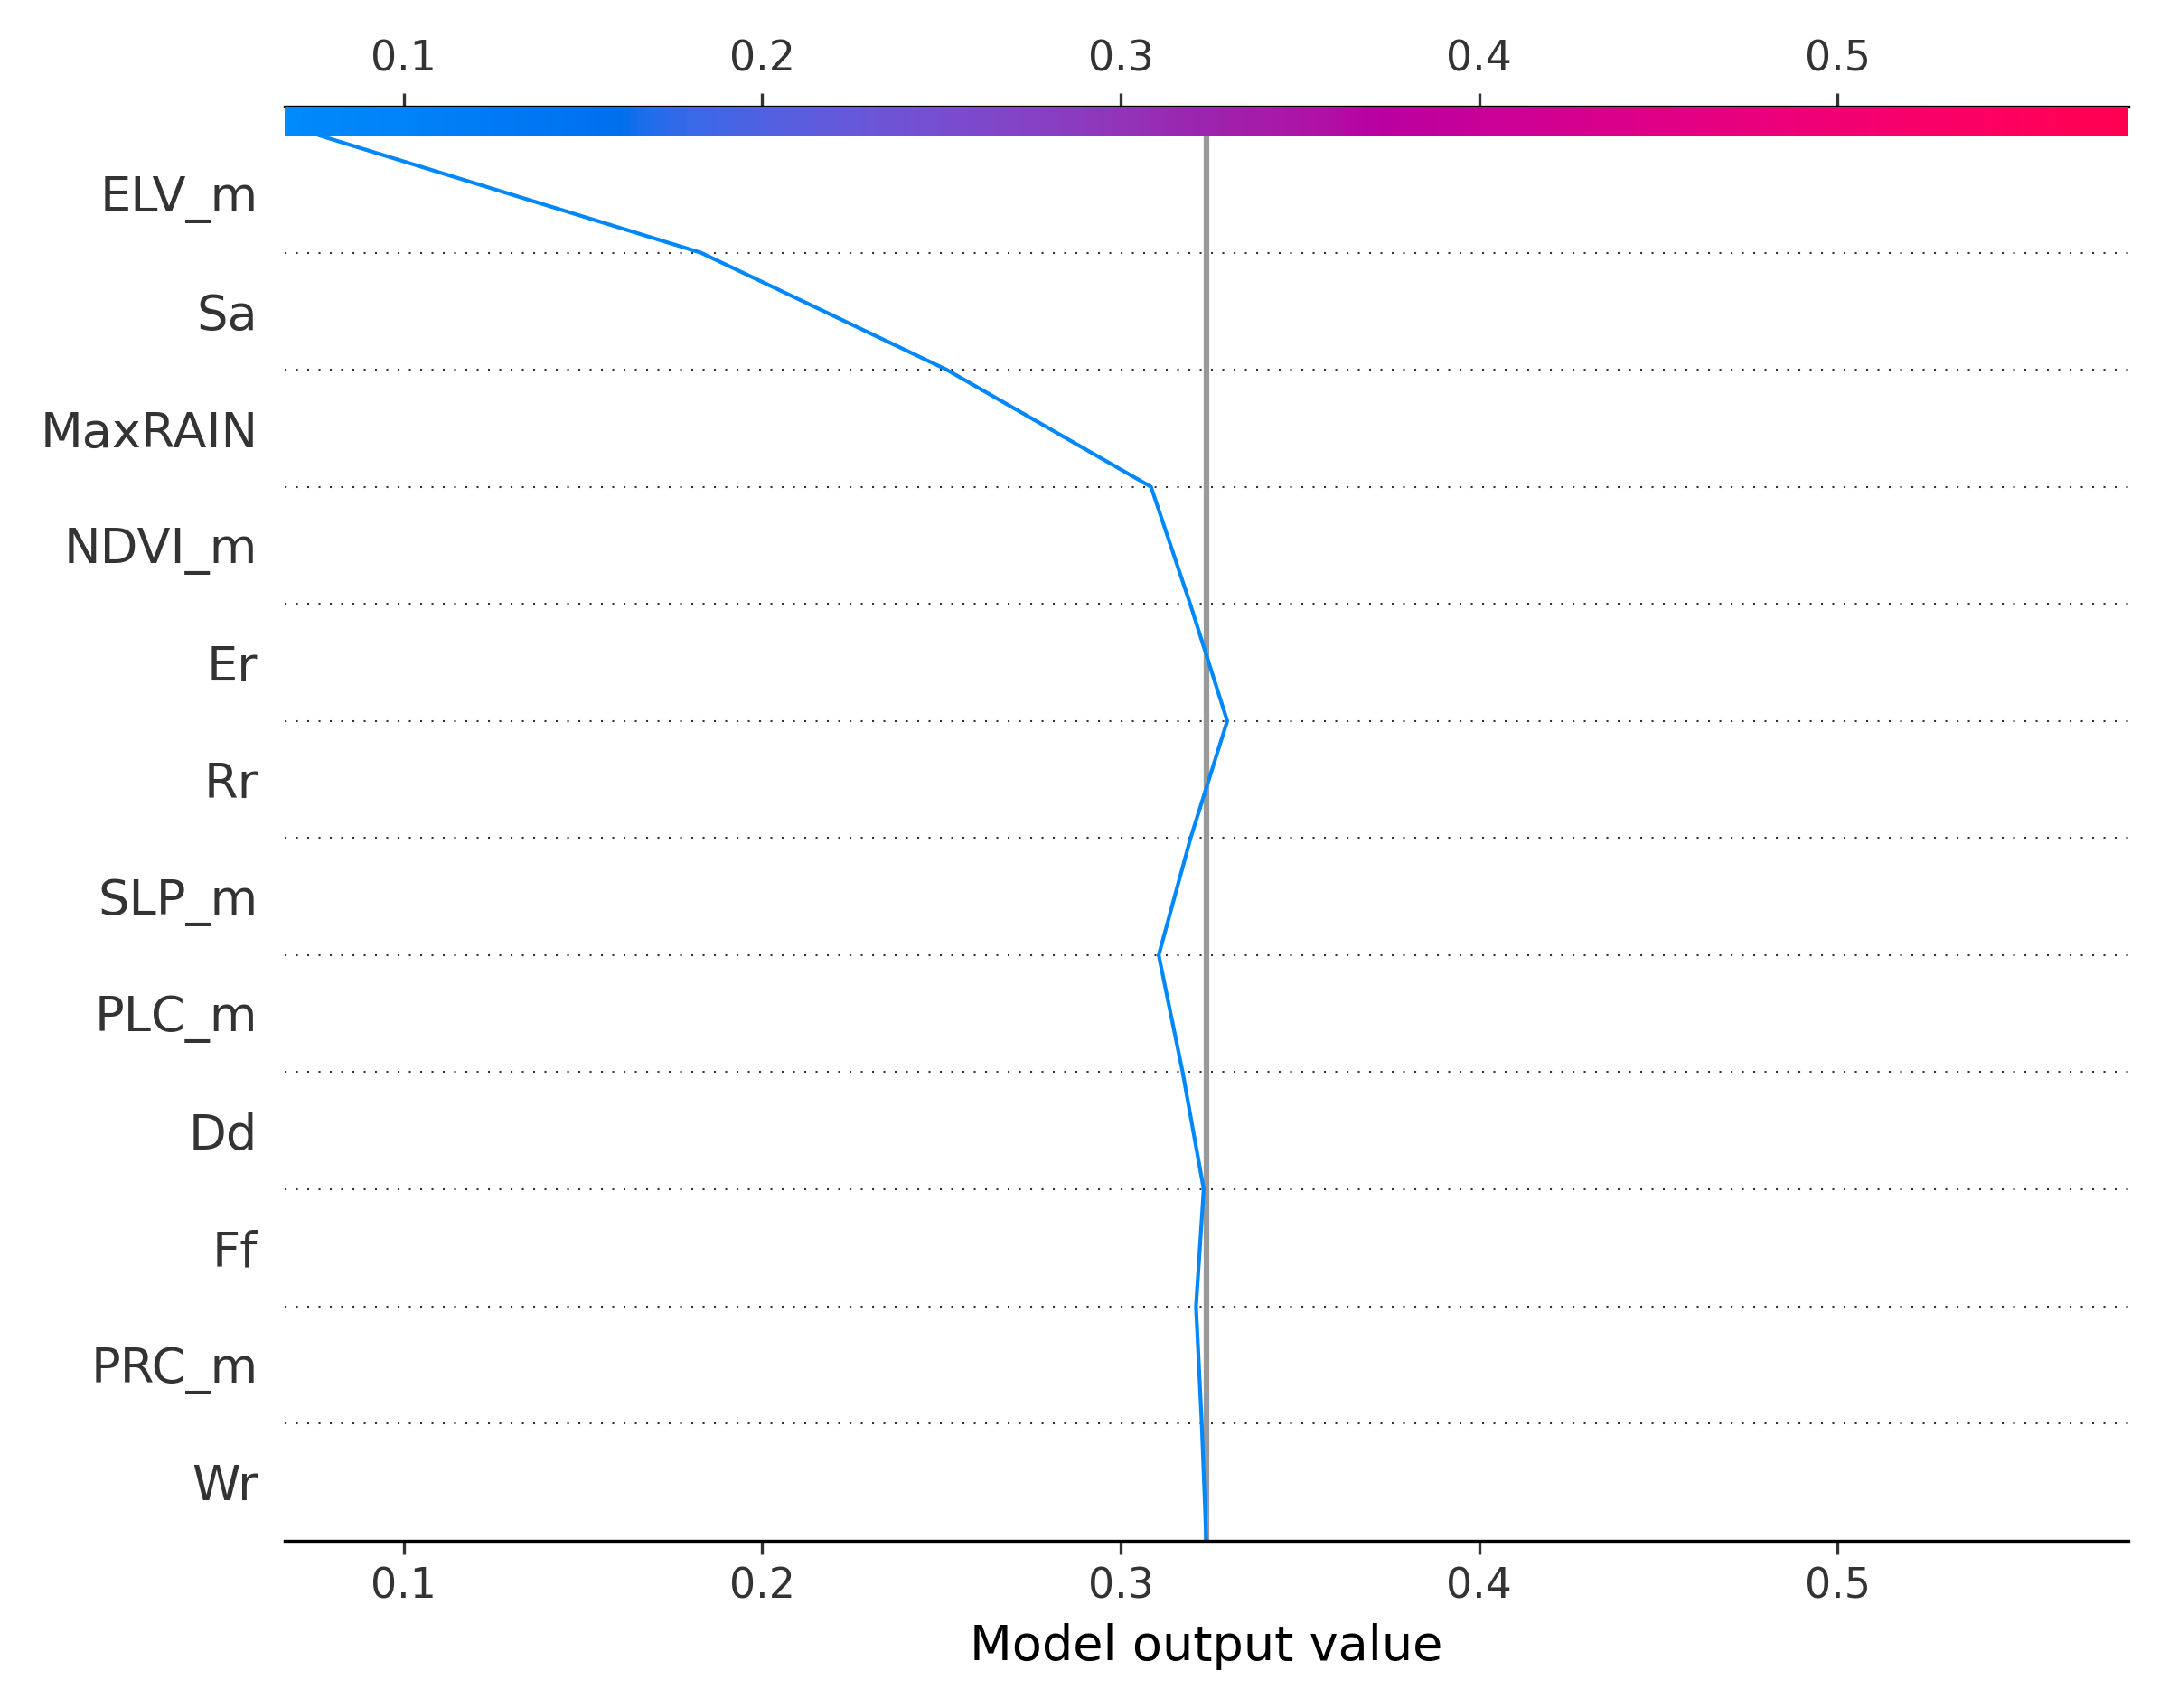 0.1 0.2 0.3 0.4 0.5
ELV_m
Sa
MaxRAIN
NDVI_m
Er
Rr
SLP_m
PLC_m
Dd
Ff
PRC_m
Wr
0.1 0.2 0.3 0.4 0.5
Model output value